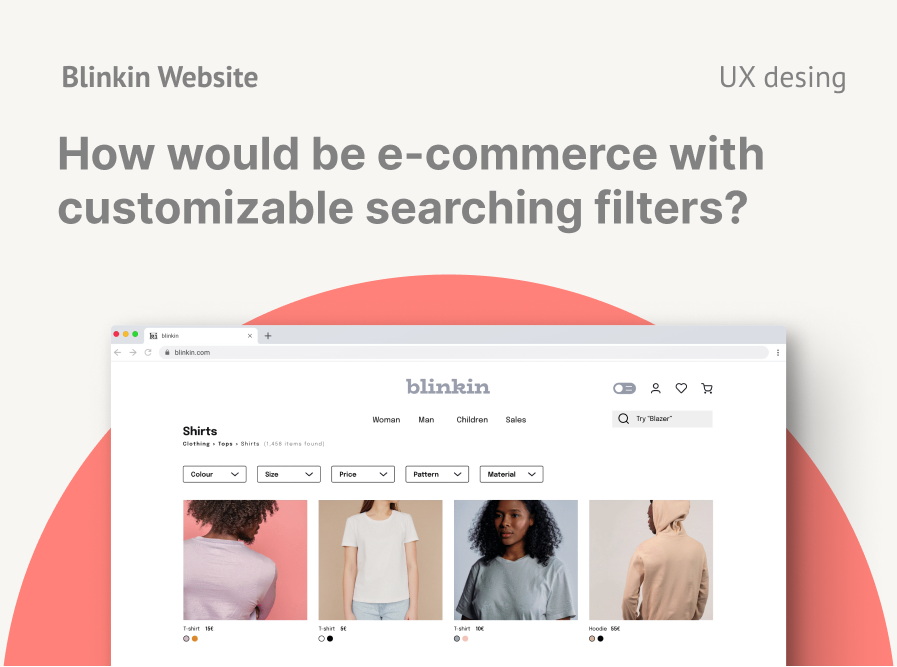 Blinkin Website
UX desing
How would be e-commerce with
customizable searching filters?
blinkin
blinkin.com
blinkin
Woman Man Children Sales
Try "Blazer"
Shirts
Clothing › Tops › Shirts (1,458 items found)
Colour Size Price Pattern Material
T-shirt 15€
T-shirt 5€
T-shirt 10€
Hoodie 55€